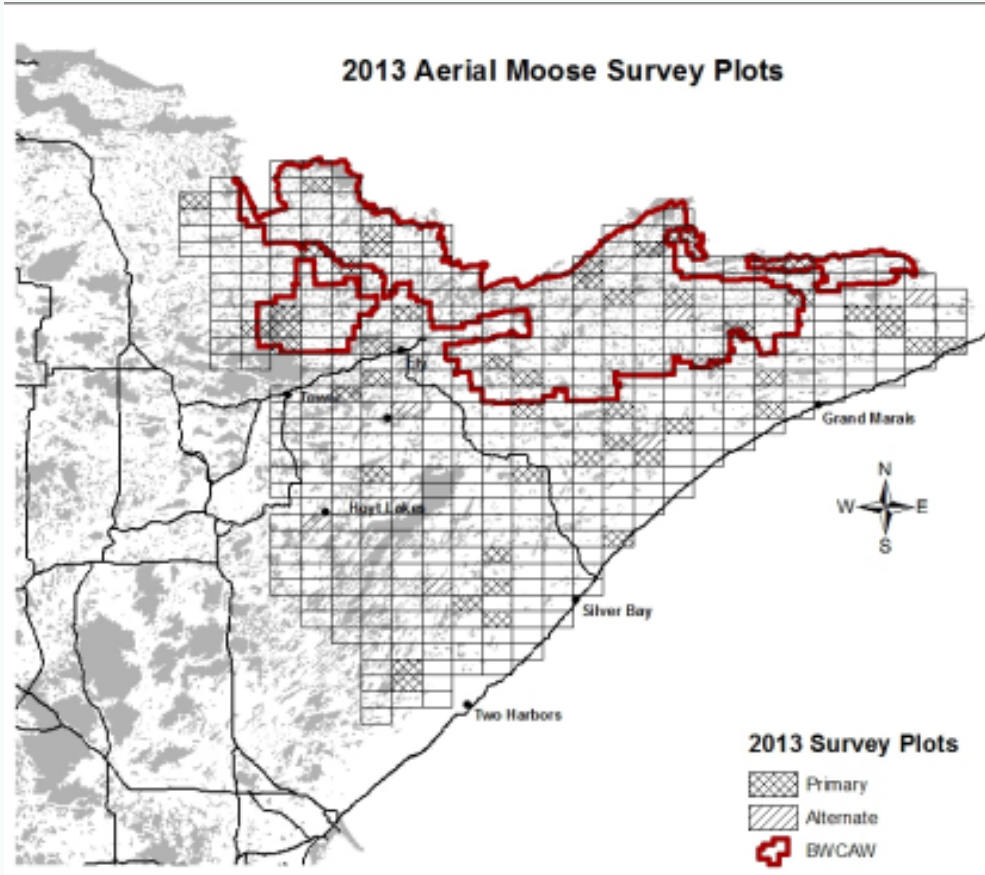 2013 Aerial Moose Survey Plots
Ely
Tower
Grand Marais
N
W E
S
Hoyt Lakes
Silver Bay
Two Harbors
2013 Survey Plots
Primary
Alternate
BWCAW